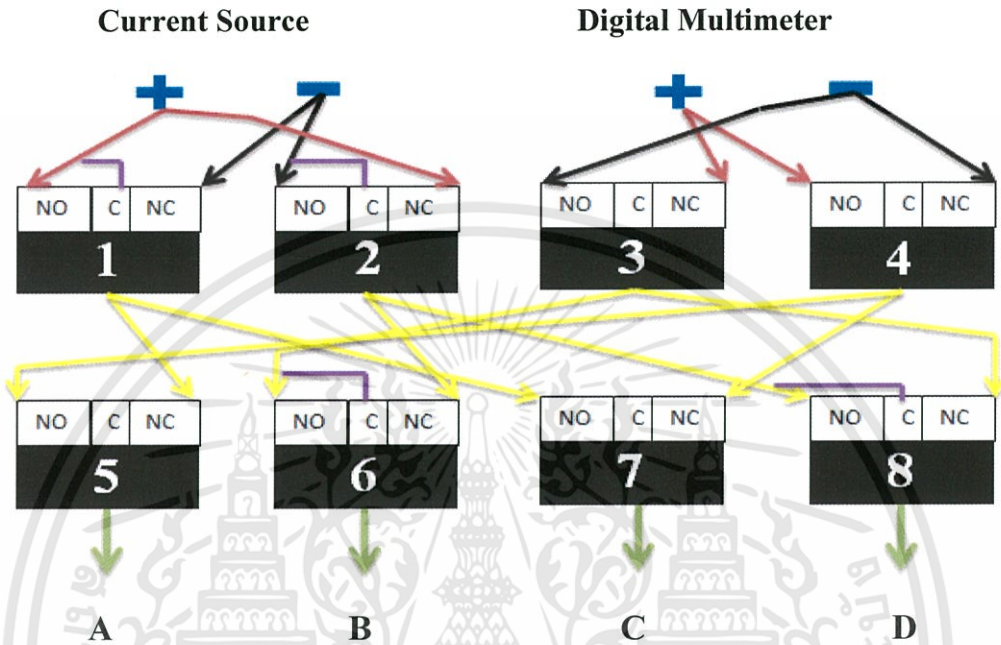 Current Source Digital Multimeter
+ − + −
NO C NC NO C NC NO C NC NO C NC
1 2 3 4
NO C NC NO C NC NO C NC NO C NC
5 6 7 8
A B C D